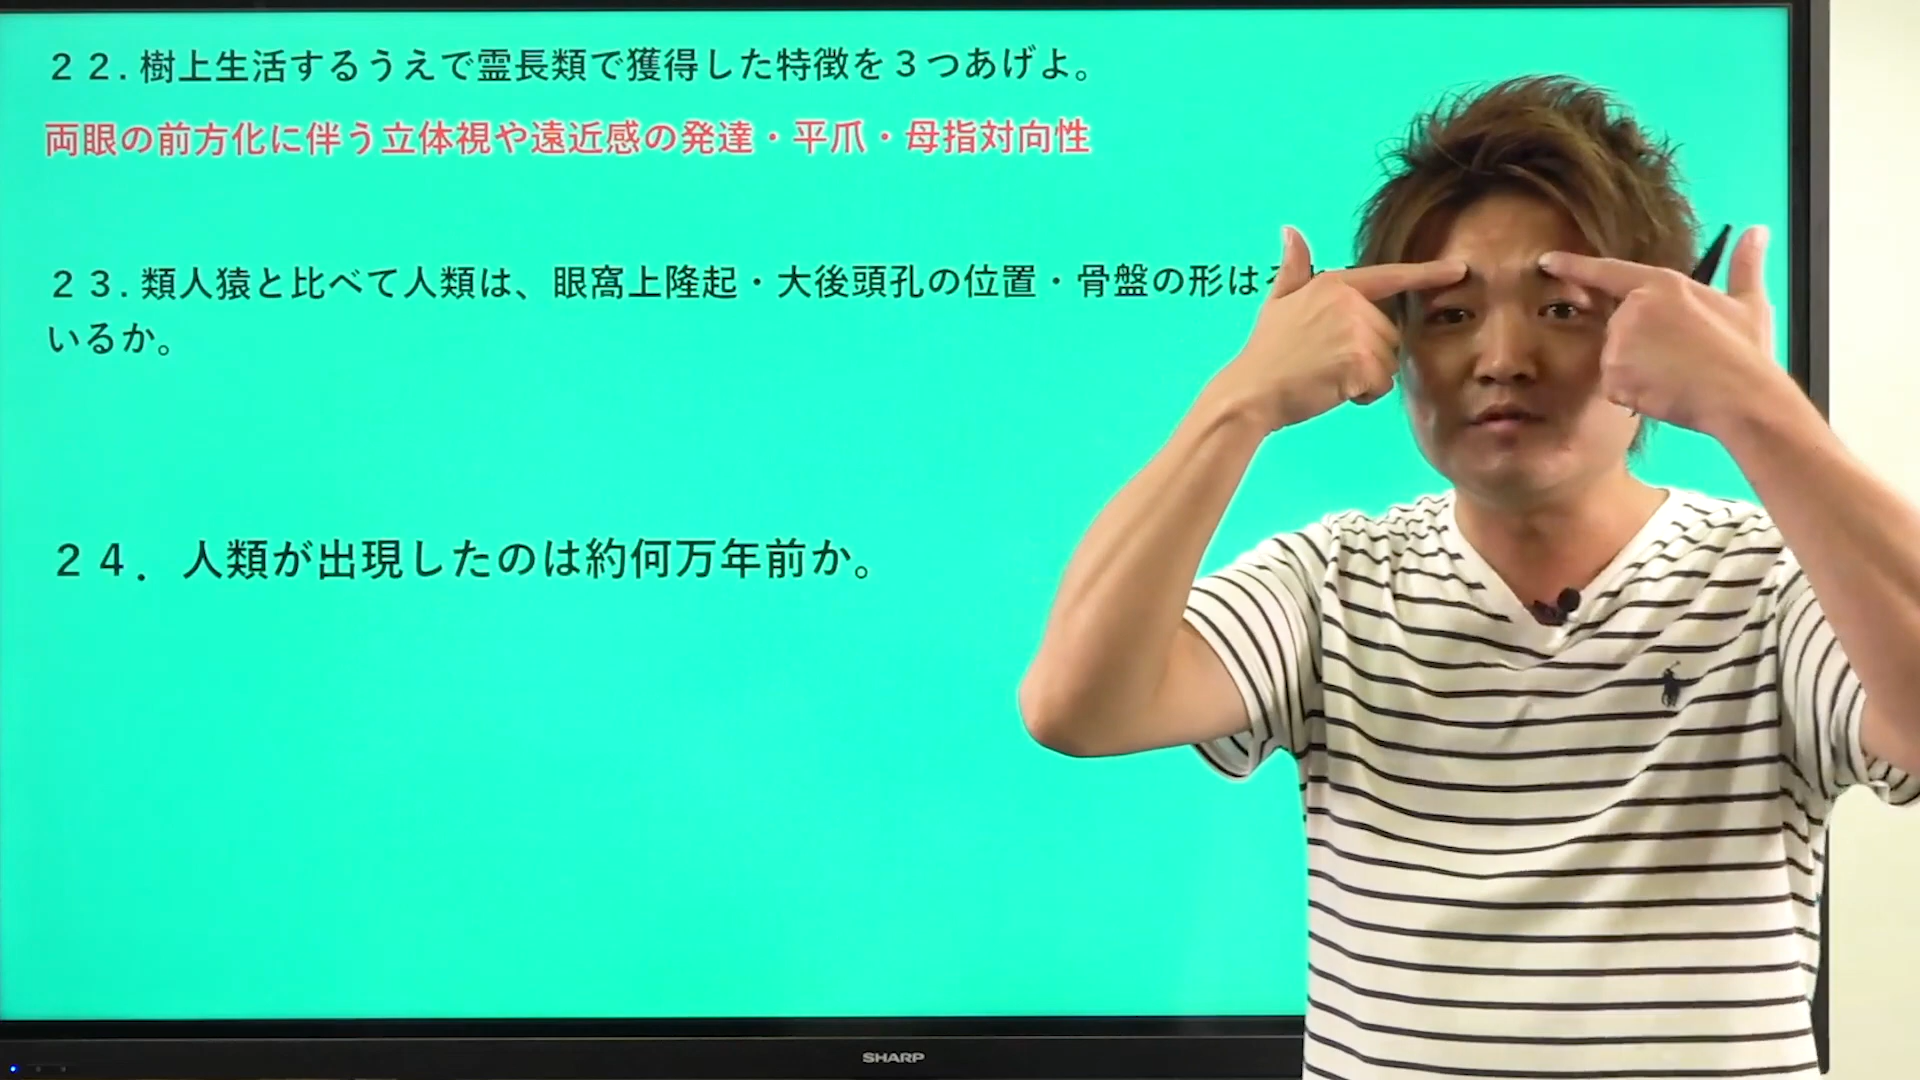 ２２．樹上生活するうえで霊長類で獲得した特徴を３つあげよ。
両眼の前方化に伴う立体視や遠近感の発達・平爪・母指対向性
２３．類人猿と比べて人類は、眼窩上隆起・大後頭孔の位置・骨盤の形は
いるか。
２４．人類が出現したのは約何万年前か。
SHARP